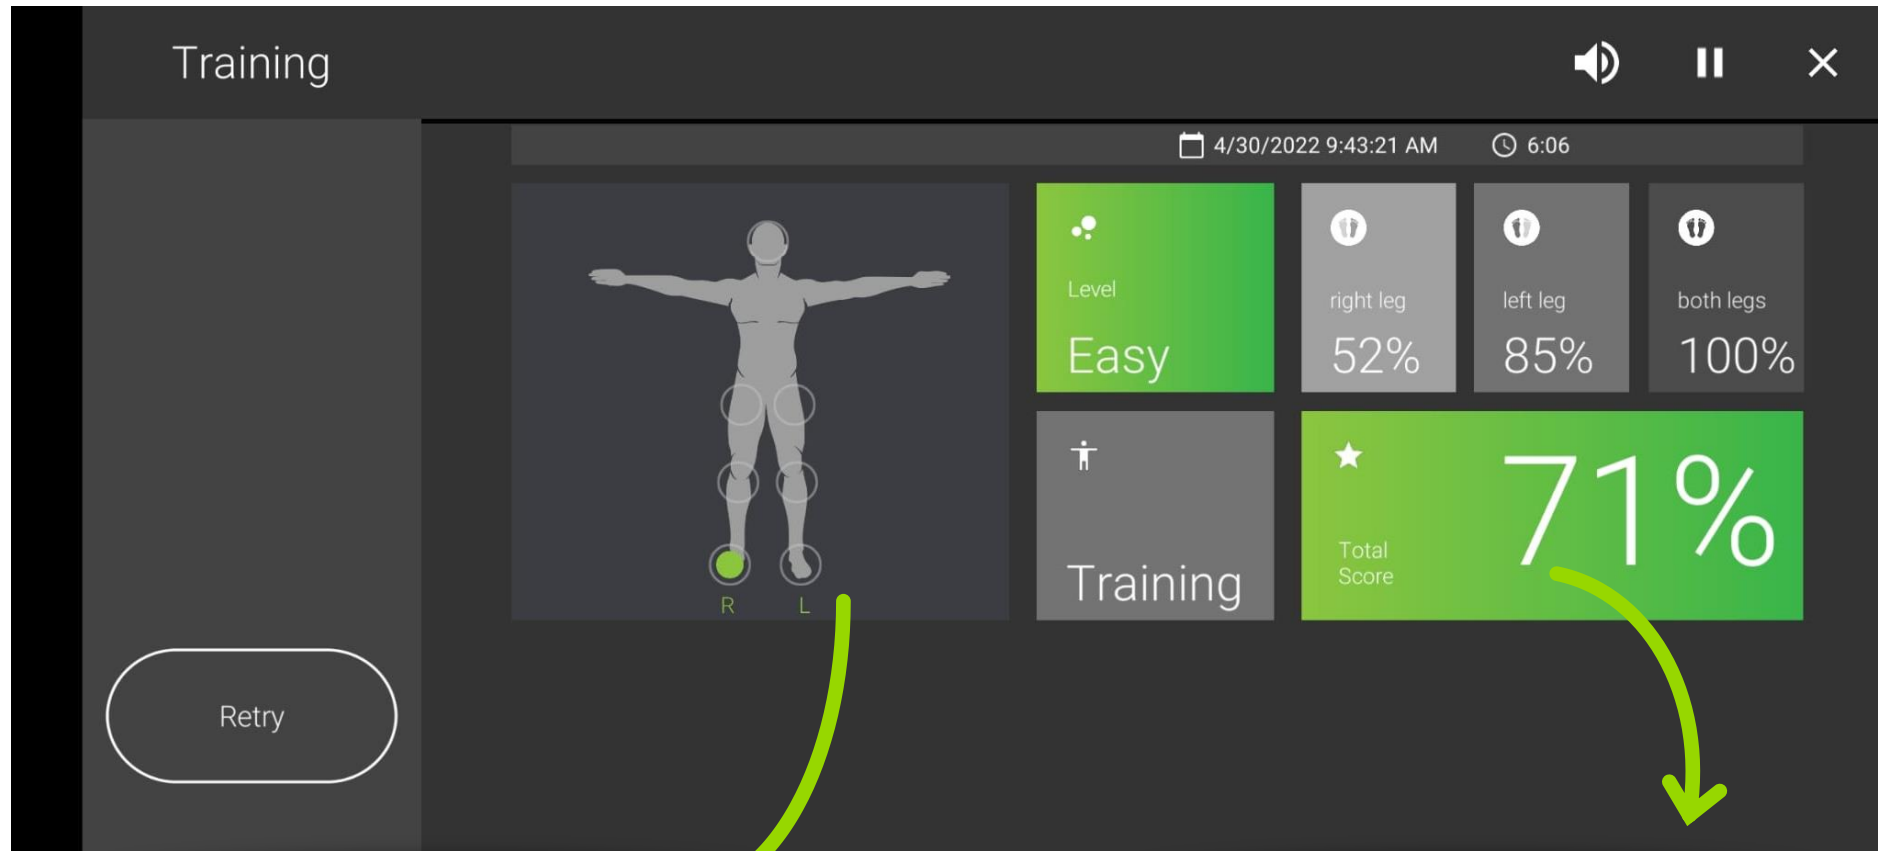 Training
4/30/2022 9:43:21 AM 6:06
Level
Easy
right leg
52%
left leg
85%
both legs
100%
R L
Training
Total
Score
71%
Retry